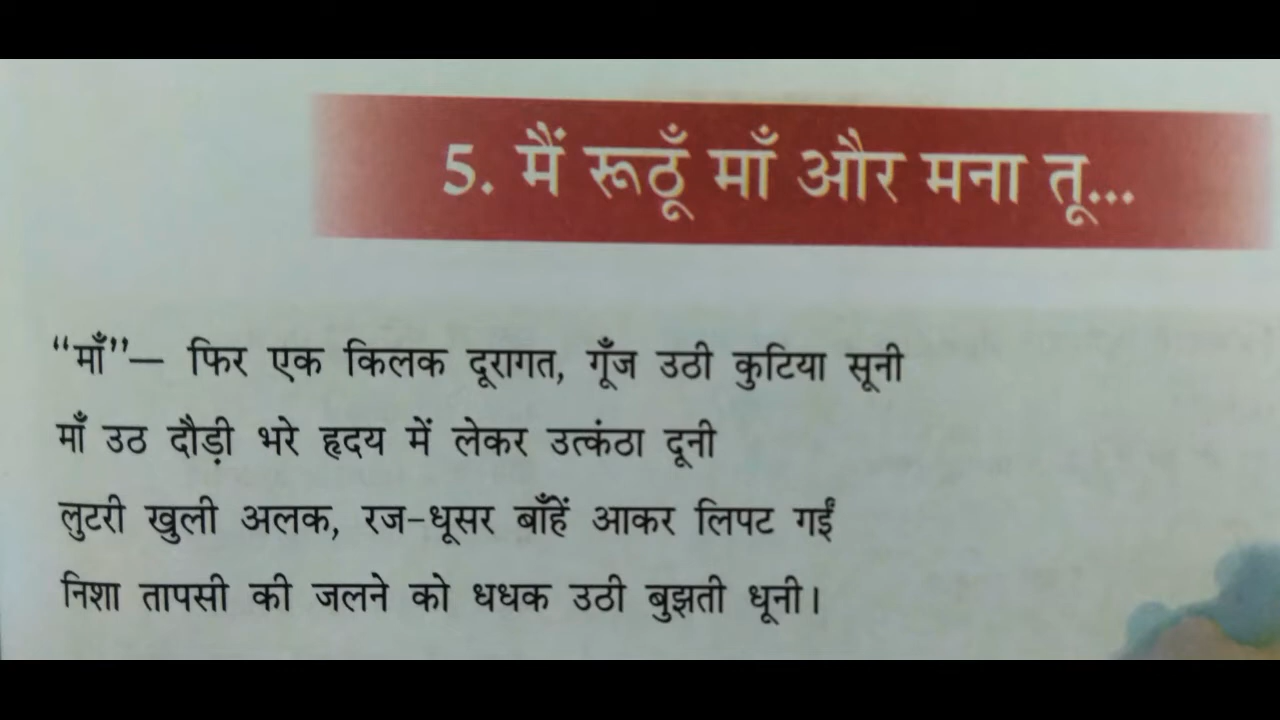 5. मैं रूठूँ माँ और मना तू...
“माँ”— फिर एक किलक दूरागत, गूँज उठी कुटिया सूनी
माँ उठ दौड़ी भरे हृदय में लेकर उत्कंठा दूनी
लुटरी खुली अलक, रज-धूसर बाँहें आकर लिपट गईं
निशा तापसी की जलने को धधक उठी बुझती धूनी।